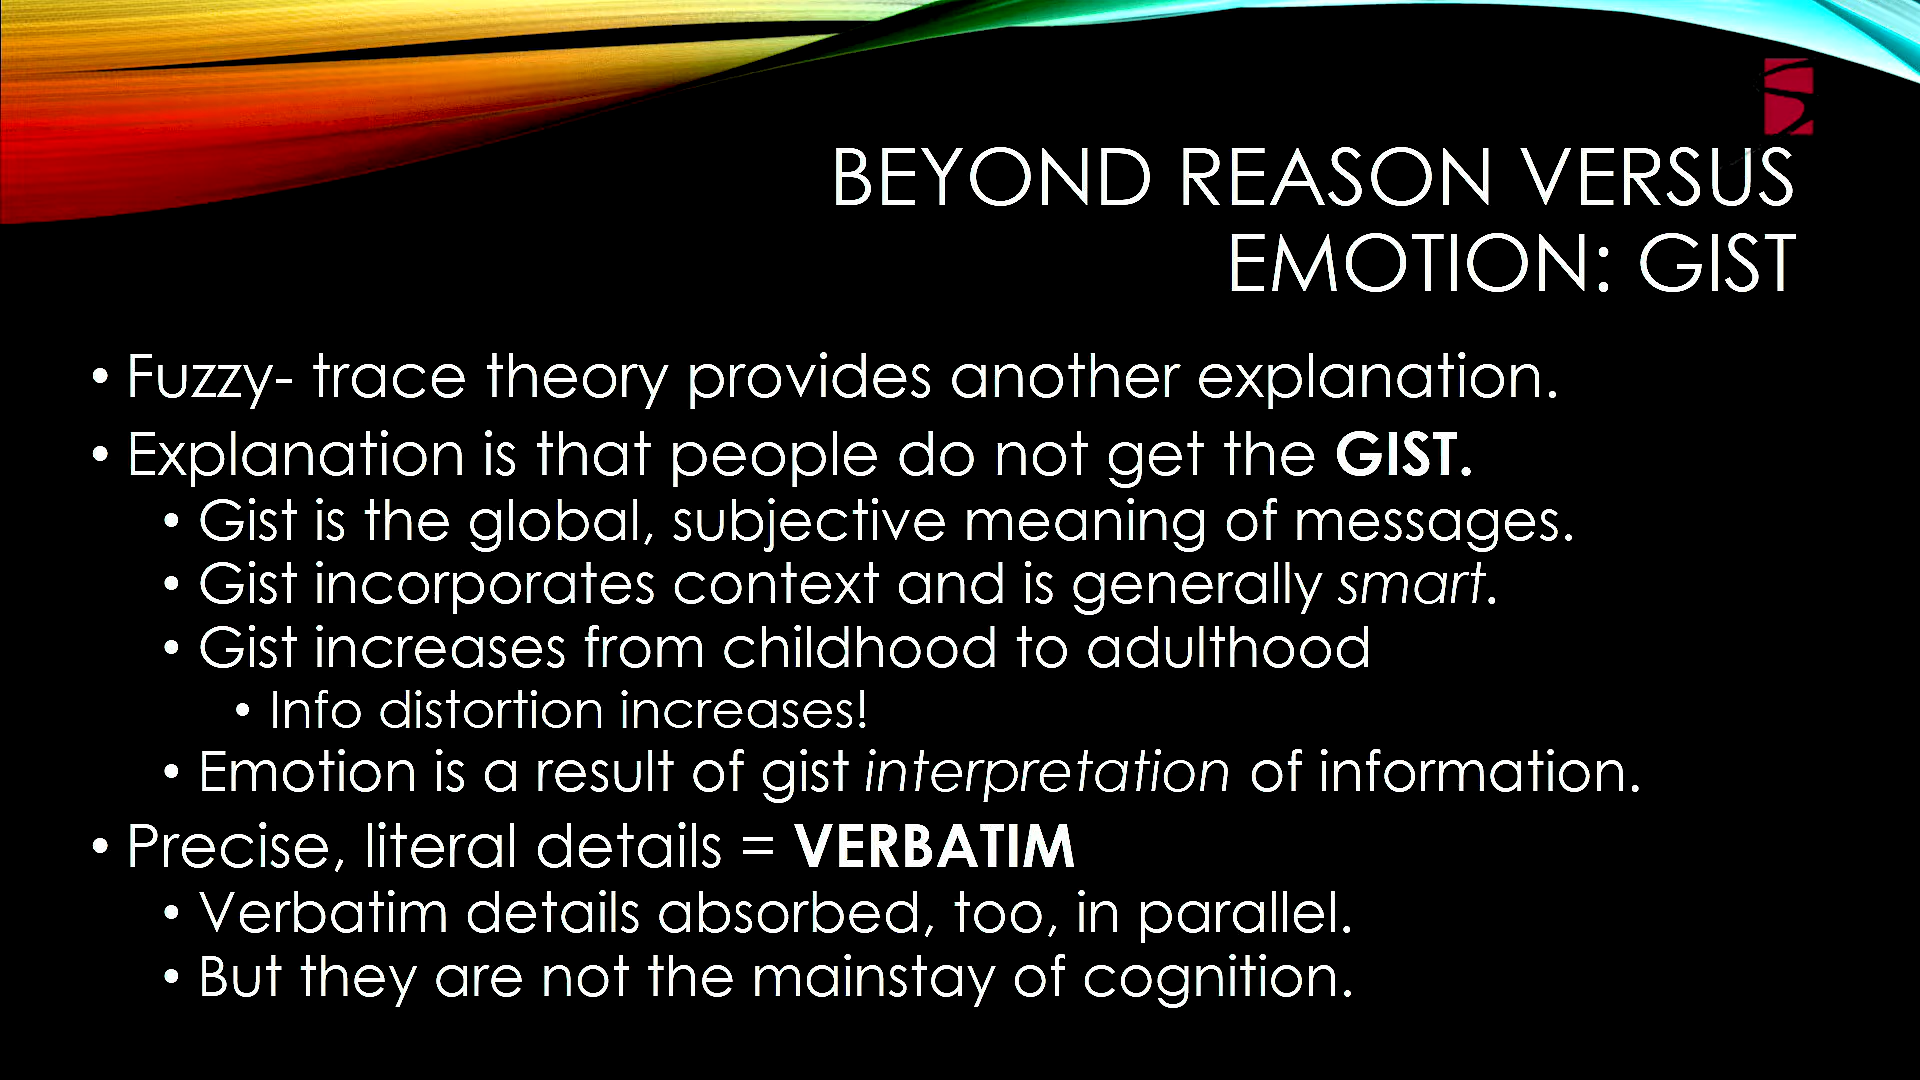 BEYOND REASON VERSUS
EMOTION: GIST
• Fuzzy- trace theory provides another explanation.
• Explanation is that people do not get the GIST.
• Gist is the global, subjective meaning of messages.
• Gist incorporates context and is generally smart.
• Gist increases from childhood to adulthood
• Info distortion increases!
• Emotion is a result of gist interpretation of information.
• Precise, literal details = VERBATIM
• Verbatim details absorbed, too, in parallel.
• But they are not the mainstay of cognition.